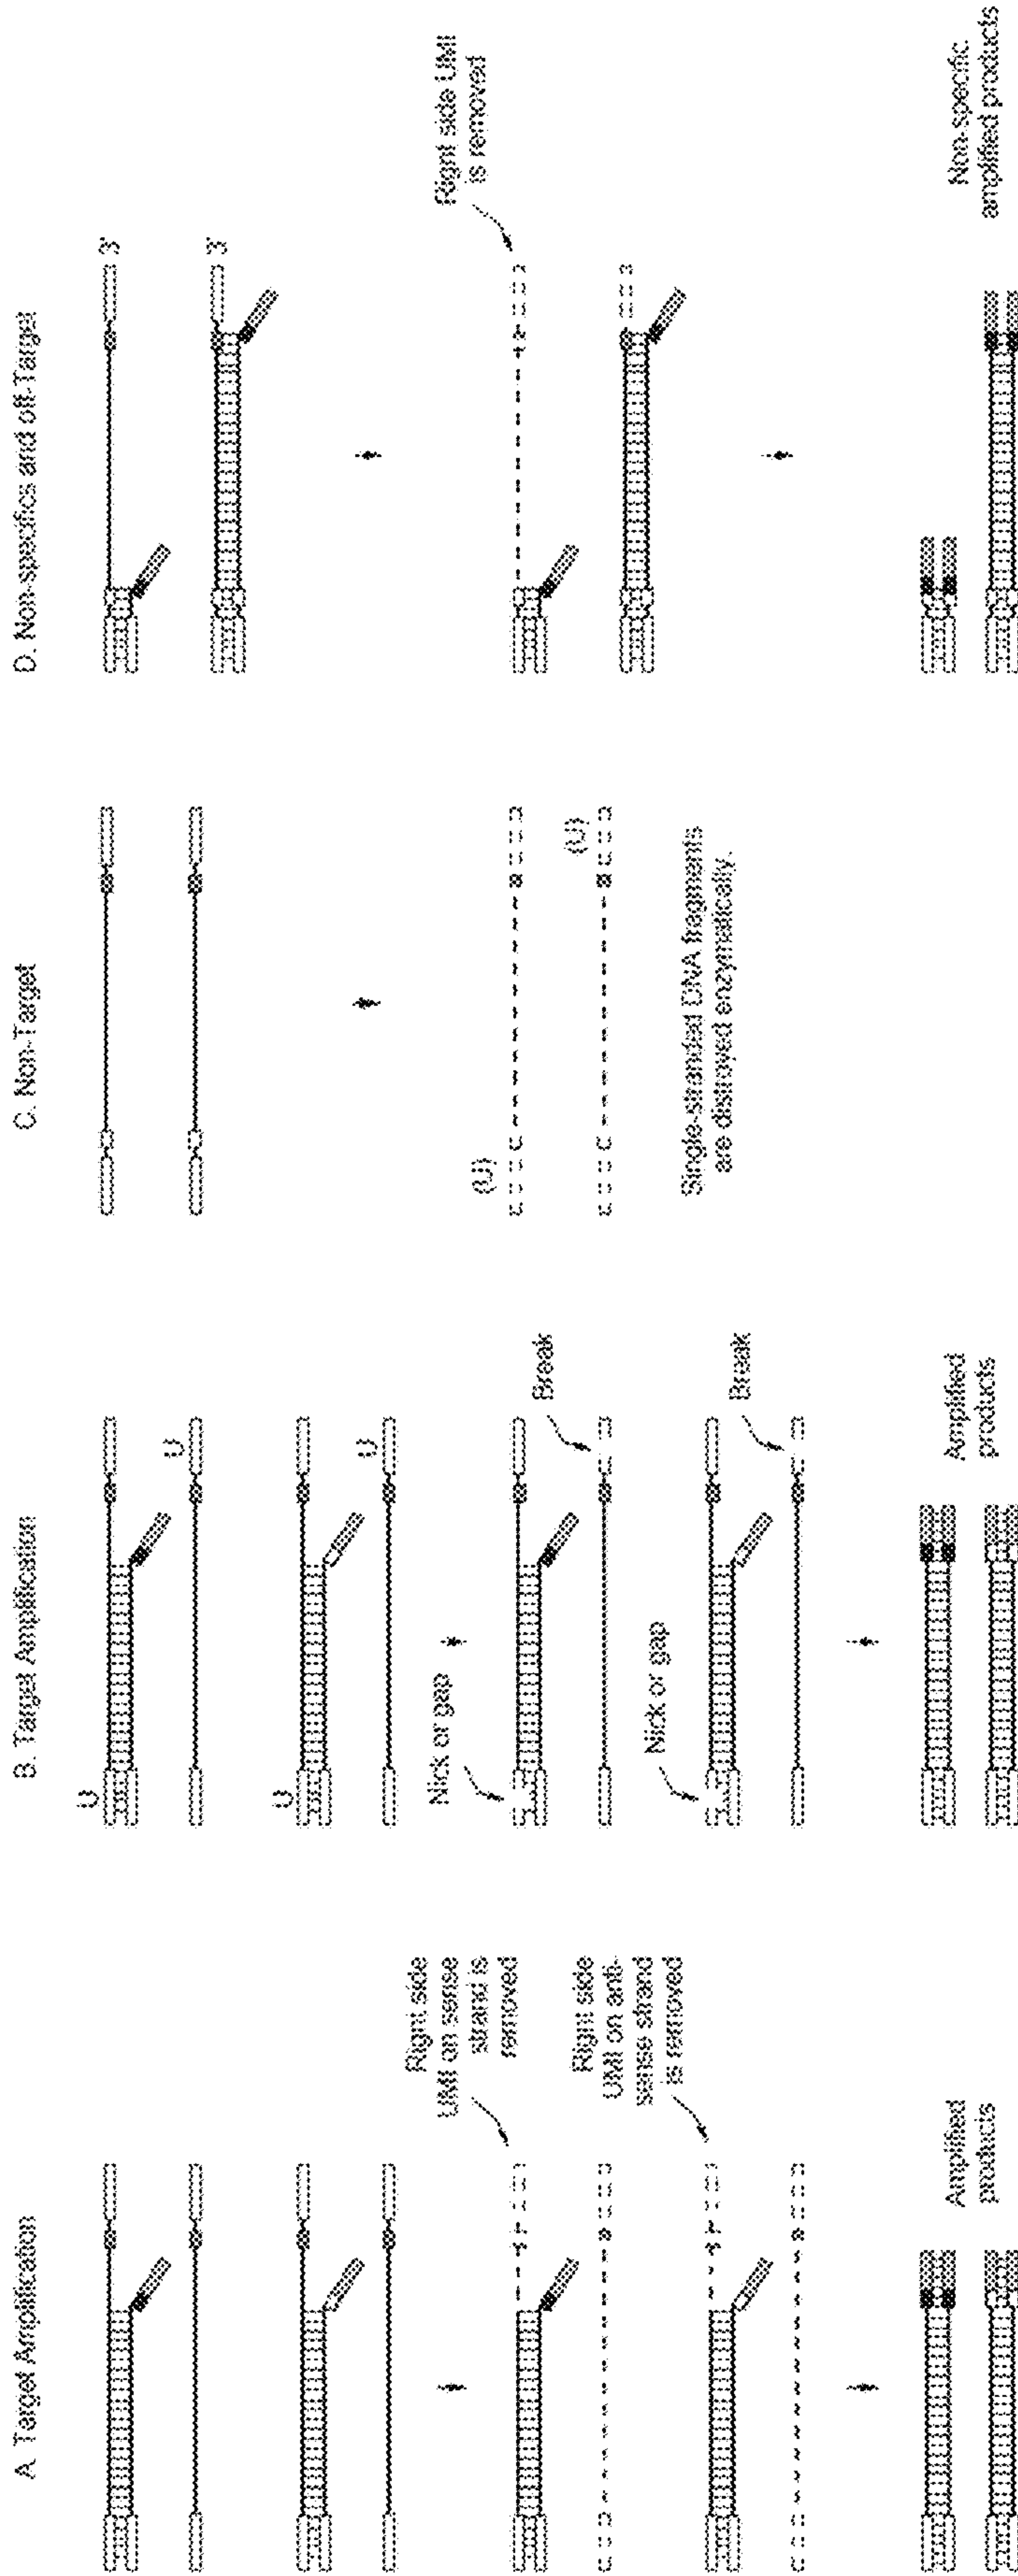 A. Target Amplification
Right side
UMI on sense
strand is
removed
Right side
UMI on anti-
sense strand
is removed
Amplified
products
B. Target Amplification
U
U
U
U
Nick or gap
Break
Nick or gap
Break
Amplified
products
C. Non-Target
(U)
(U)
Single-stranded DNA fragments
are distroyed enzymatically.
D. Non-specifics and off-Target
3'
3'
Right side UMI
is removed
Non-specific
amplified products